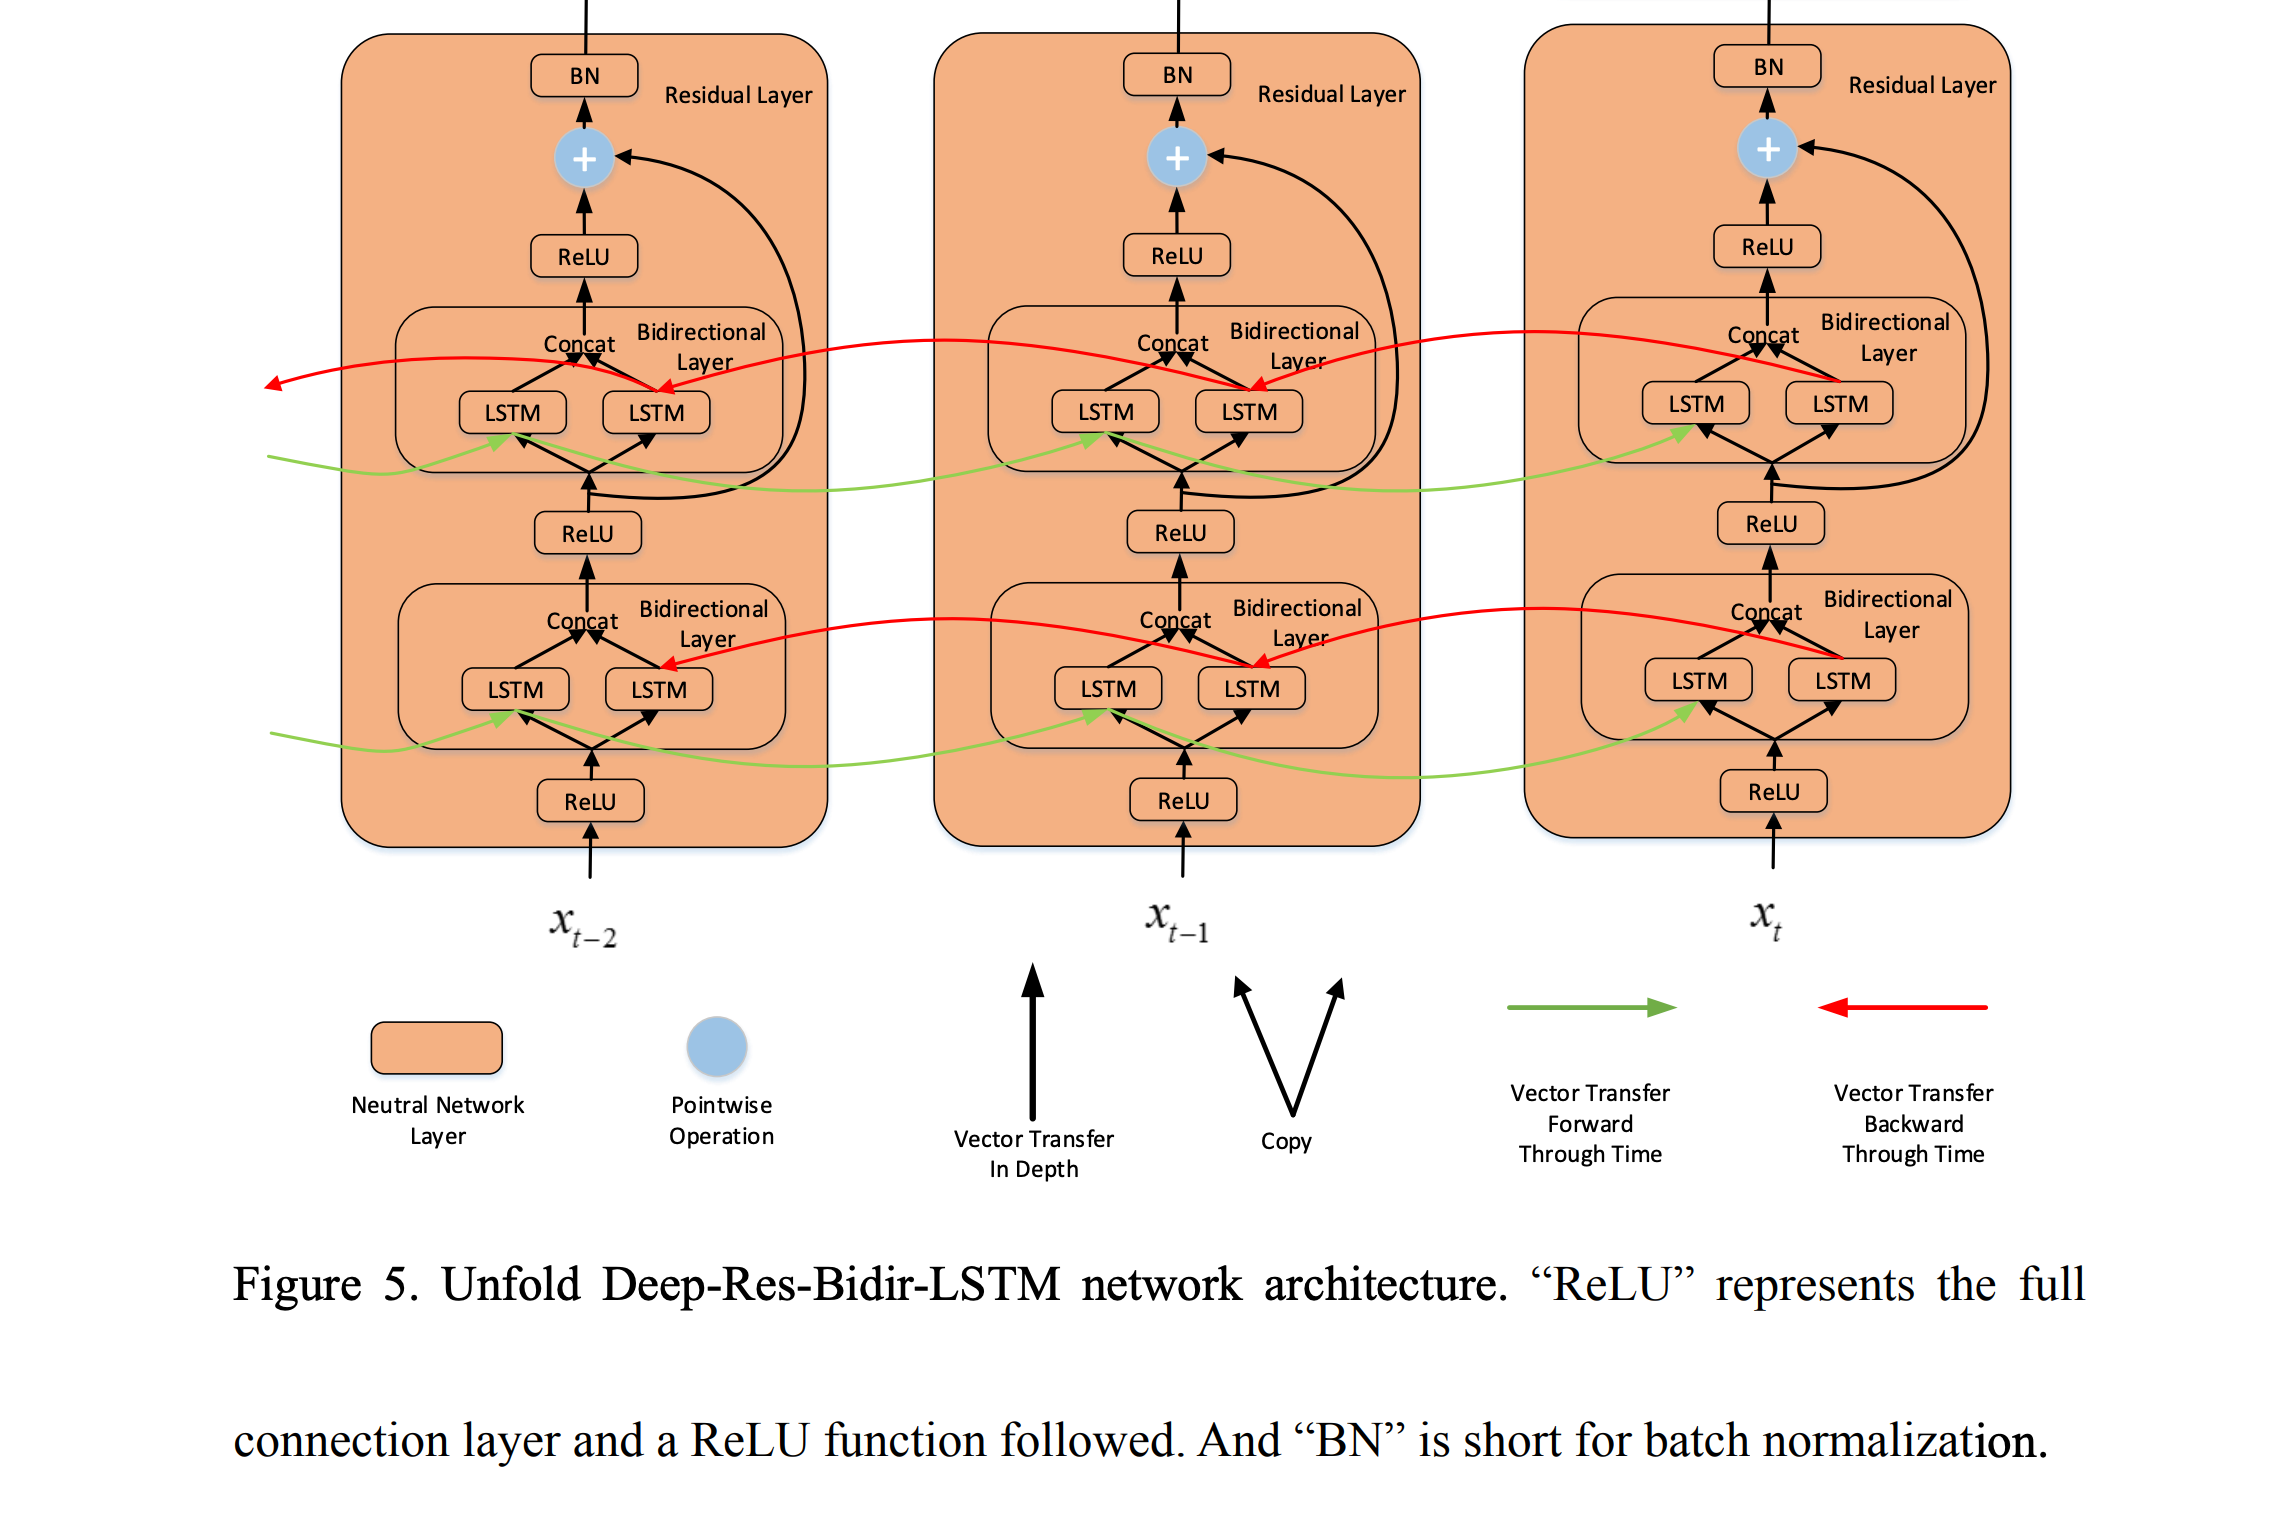 BN
Residual Layer
+
ReLU
Concat
Bidirectional
Layer
LSTM
LSTM
ReLU
Concat
Bidirectional
Layer
LSTM
LSTM
ReLU
x_{t-2}
BN
Residual Layer
+
ReLU
Concat
Bidirectional
Layer
LSTM
LSTM
ReLU
Concat
Bidirectional
Layer
LSTM
LSTM
ReLU
x_{t-1}
BN
Residual Layer
+
ReLU
Concat
Bidirectional
Layer
LSTM
LSTM
ReLU
Concat
Bidirectional
Layer
LSTM
LSTM
ReLU
x_t
Neutral Network
Layer
Pointwise
Operation
Vector Transfer
In Depth
Copy
Vector Transfer
Forward
Through Time
Vector Transfer
Backward
Through Time
Figure 5. Unfold Deep-Res-Bidir-LSTM network architecture. “ReLU” represents the full
connection layer and a ReLU function followed. And “BN” is short for batch normalization.